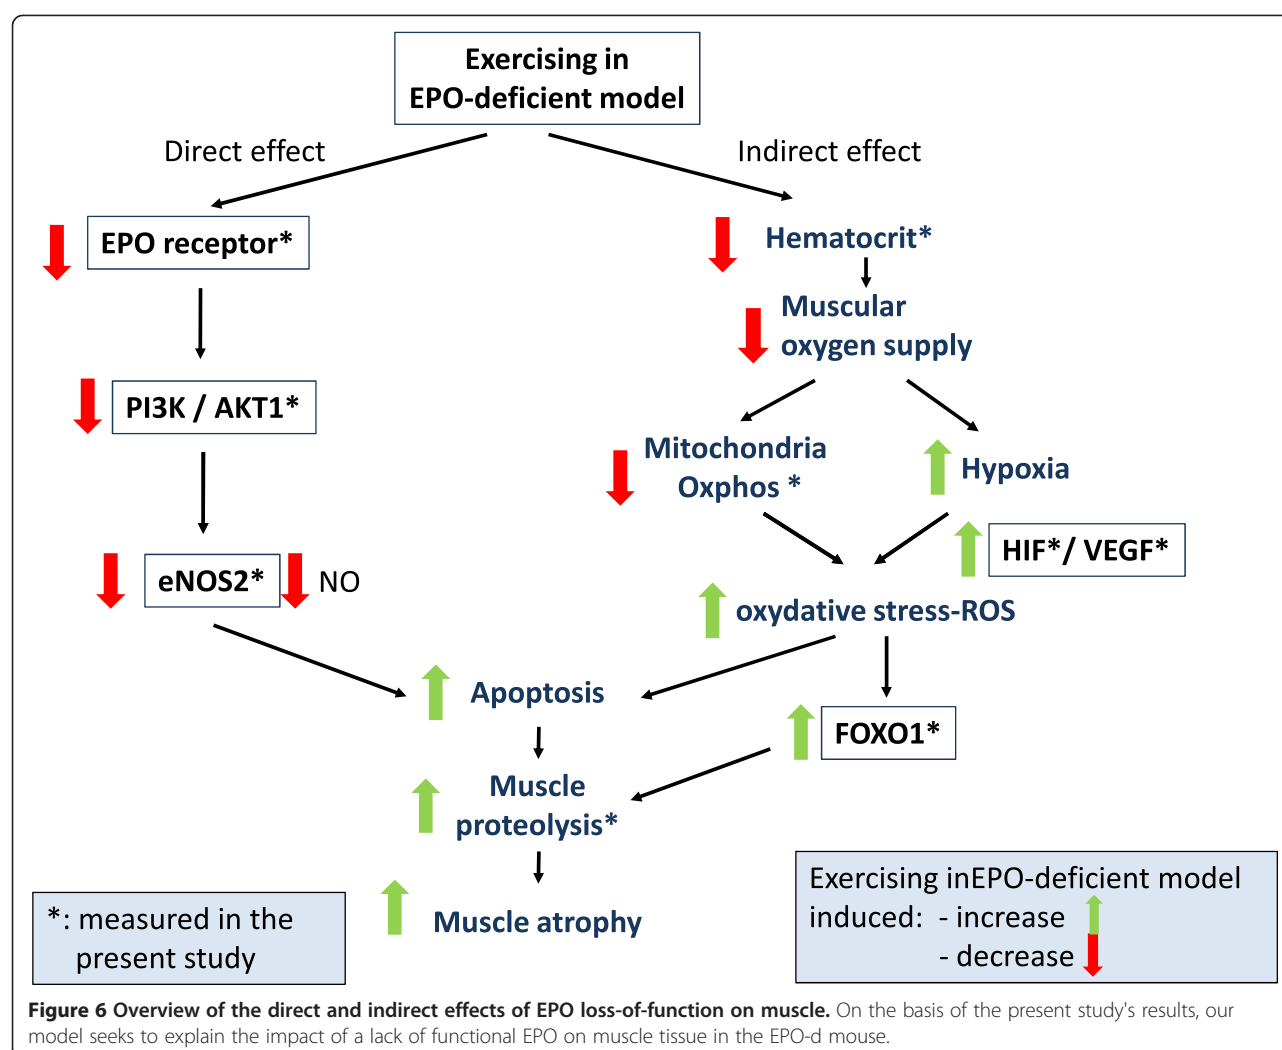 Exercising in
EPO-deficient model
Direct effect
Indirect effect
EPO receptor*
Hematocrit*
Muscular
oxygen supply
PI3K / AKT1*
Mitochondria
Oxphos *
Hypoxia
HIF*/ VEGF*
eNOS2*
NO
oxydative stress-ROS
Apoptosis
FOXO1*
Muscle
proteolysis*
Muscle atrophy
*: measured in the
present study
Exercising inEPO-deficient model
induced: - increase
- decrease
Figure 6 Overview of the direct and indirect effects of EPO loss-of-function on muscle. On the basis of the present study's results, our
model seeks to explain the impact of a lack of functional EPO on muscle tissue in the EPO-d mouse.